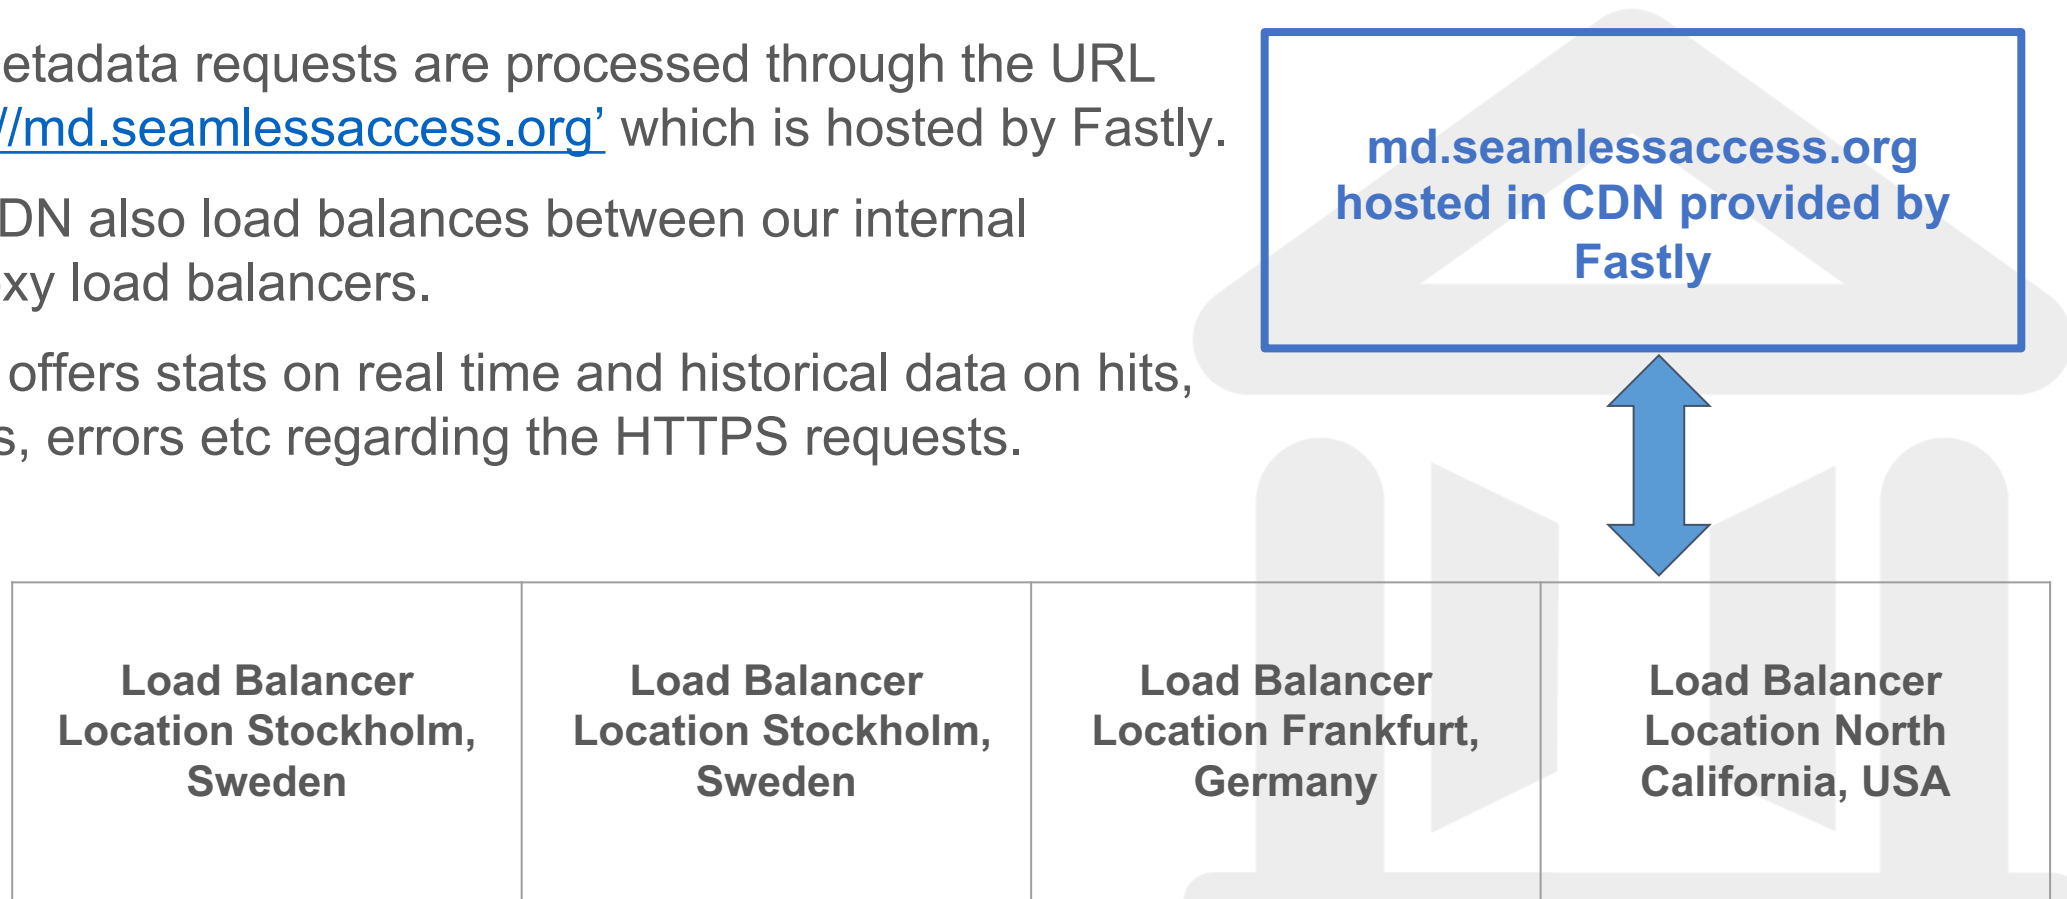 etadata requests are processed through the URL
//md.seamlessaccess.org’ which is hosted by Fastly.
DN also load balances between our internal
xy load balancers.
offers stats on real time and historical data on hits,
s, errors etc regarding the HTTPS requests.
md.seamlessaccess.org
hosted in CDN provided by
Fastly
Load Balancer
Location Stockholm,
Sweden
Load Balancer
Location Stockholm,
Sweden
Load Balancer
Location Frankfurt,
Germany
Load Balancer
Location North
California, USA